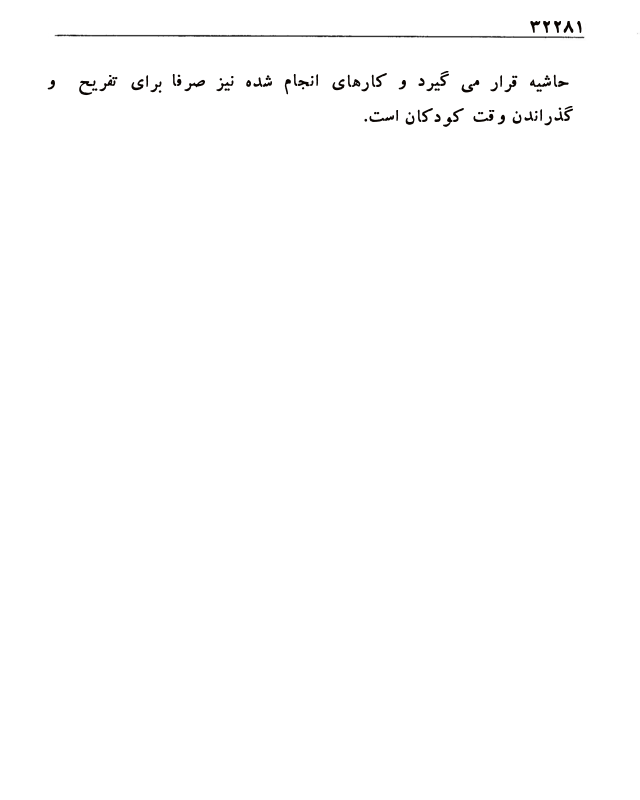 ۳۲۲۸۱
حاشیه قرار می گیرد و کارهای انجام شده نیز صرفا برای تفریح و
گذراندن وقت کودکان است.